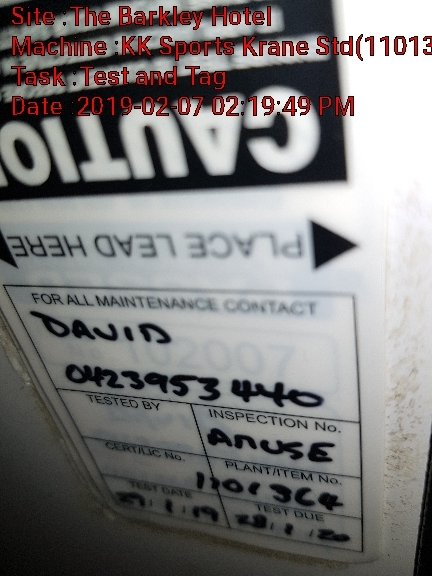 Site :The Barkley Hotel
Machine :KK Sports Krane Std(11013
Task :Test and Tag
Date :2019-02-07 02:19:49 PM
CAUTION
PLACE LEAD HERE
FOR ALL MAINTENANCE CONTACT
DAVID
0423953440
TESTED BY
INSPECTION No.
AMUSE
CERT/LIC No.
PLANT/ITEM No.
1101364
TEST DATE
TEST DUE
29/1/19
28/1/20